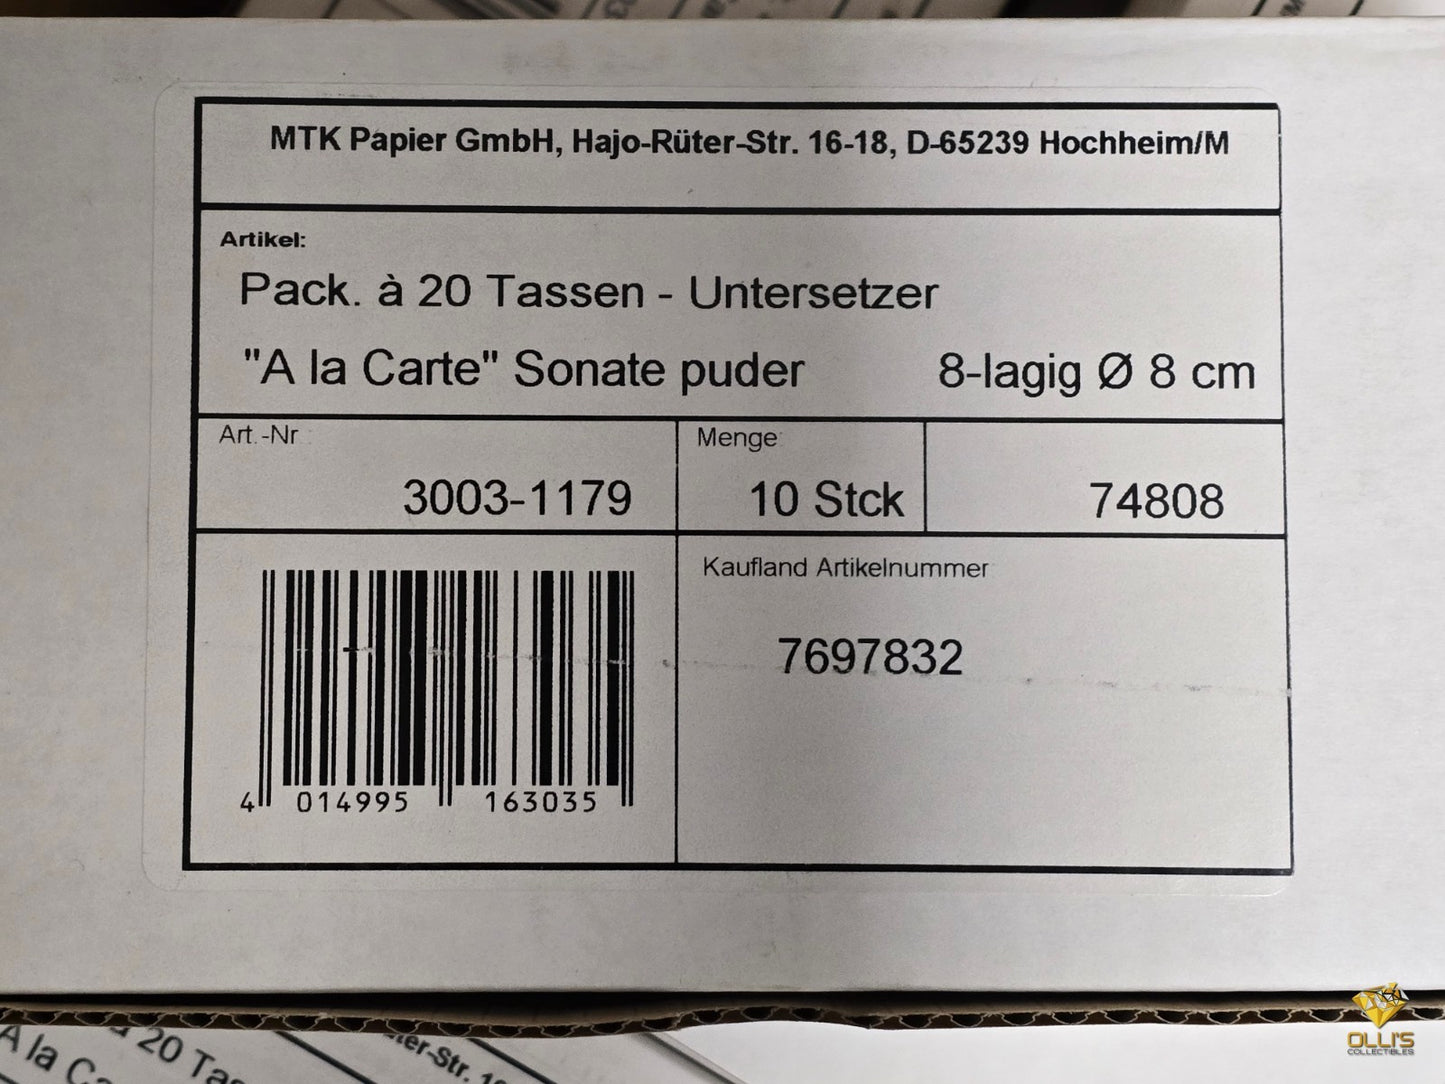 MTK Papier GmbH, Hajo-Rüter-Str. 16-18, D-65239 Hochheim/M
Artikel:
Pack. à 20 Tassen - Untersetzer
"A la Carte" Sonate puder 8-lagig Ø 8 cm
Art.-Nr.:
Menge:
3003-1179
10 Stck
74808
Kaufland Artikelnummer
7697832
4 014995 163035
A la Ca
à 20 Tas
ter-Str. 16
OLLI'S
COLLECTIBLES